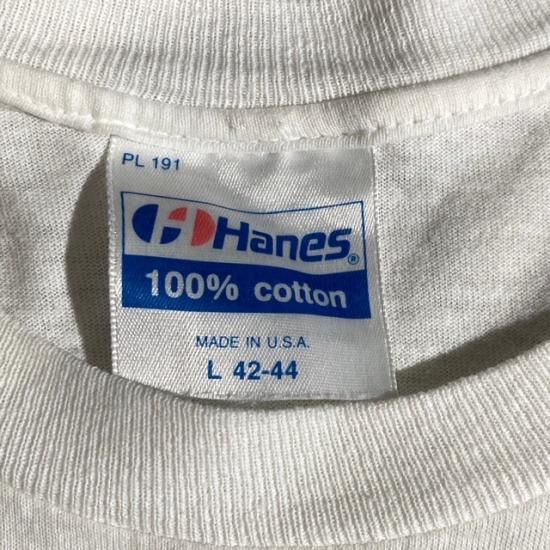 PL 191
Hanes®
100% cotton
MADE IN U.S.A.
L 42-44